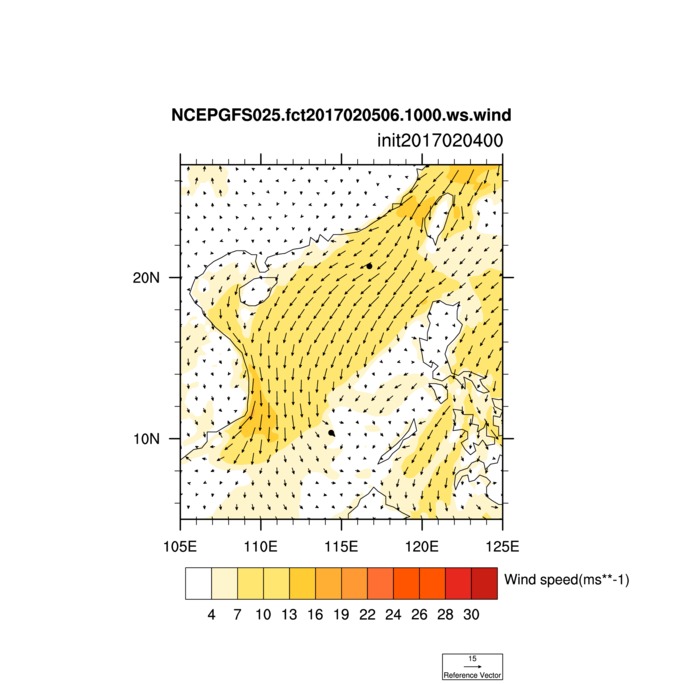 NCEPGFS025.fct2017020506.1000.ws.wind
init2017020400
20N
10N
105E 110E 115E 120E 125E
Wind speed(ms**-1)
4 7 10 13 16 19 22 24 26 28 30
15
Reference Vector